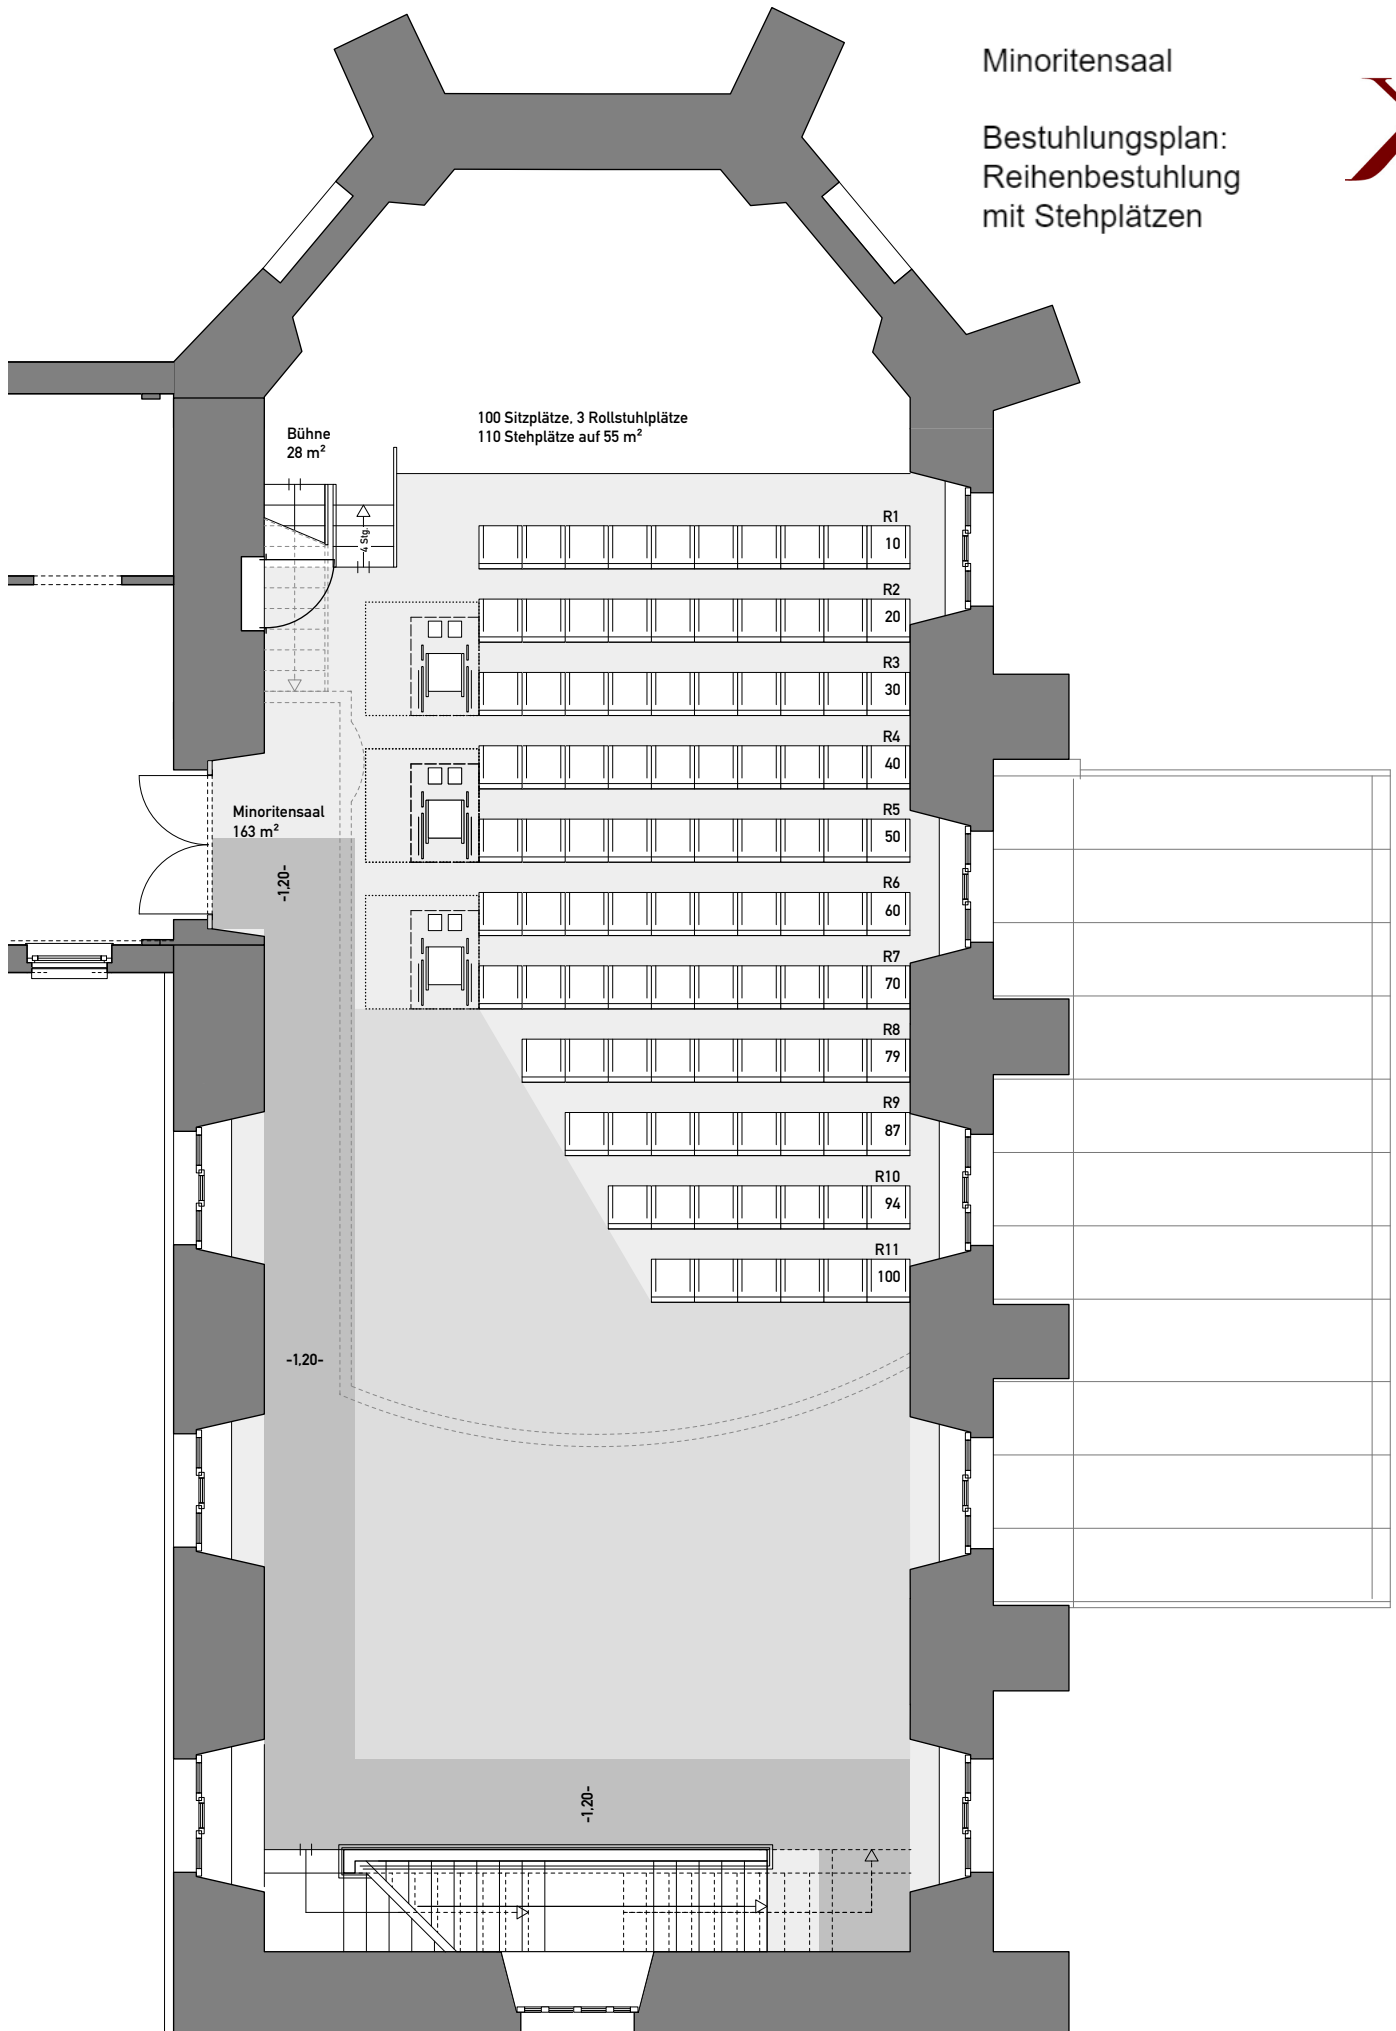 Minoritensaal
Bestuhlungsplan:
Reihenbestuhlung
mit Stehplätzen
100 Sitzplätze, 3 Rollstuhlplätze
110 Stehplätze auf 55 m²
Bühne
28 m²
4 Stg.
R1
10
R2
20
R3
30
R4
40
R5
50
R6
60
R7
70
R8
79
R9
87
R10
94
R11
100
Minoritensaal
163 m²
-1,20-
-1,20-
-1,20-